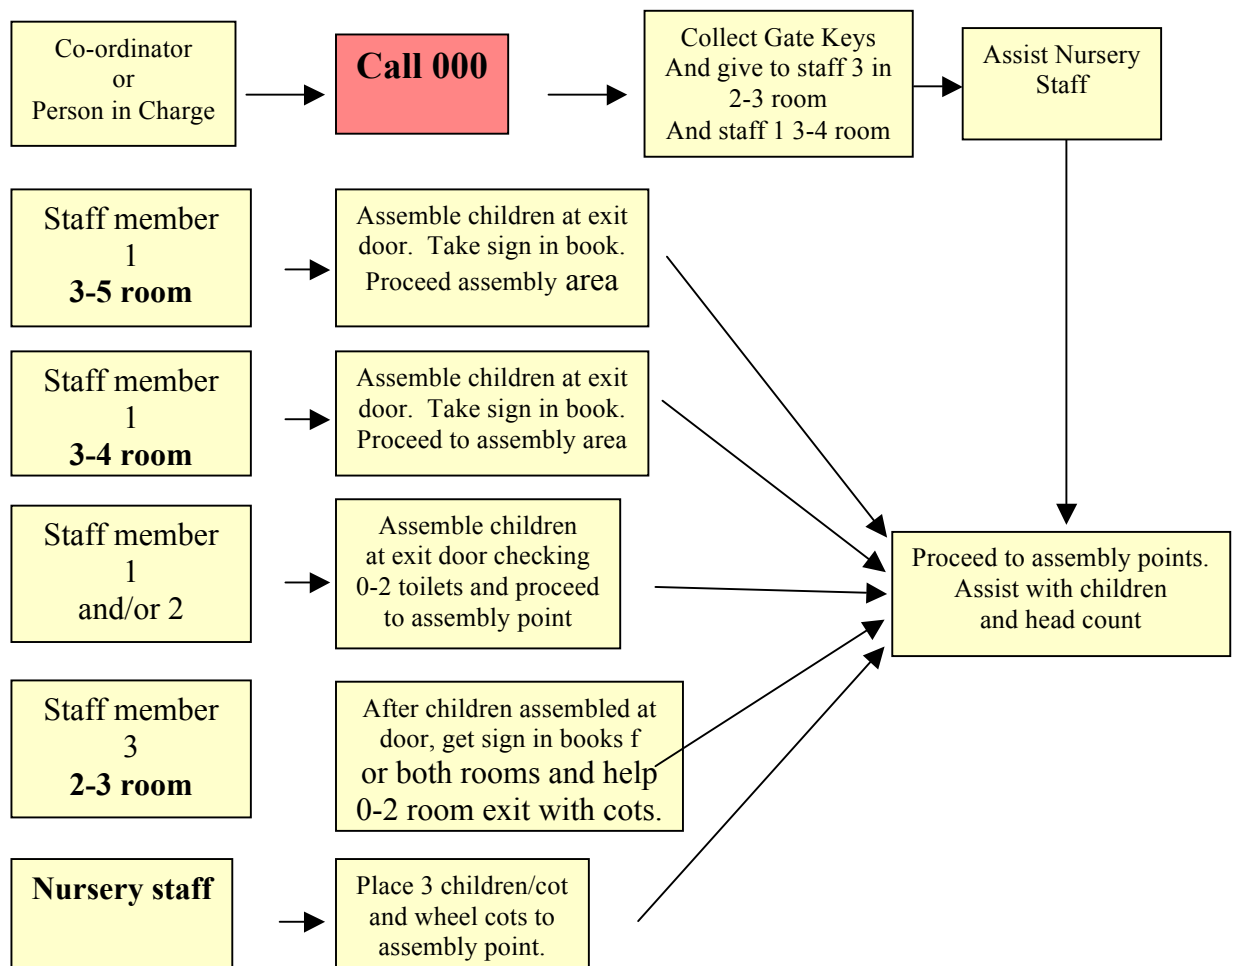 Co-ordinator
or
Person in Charge
Call 000
Collect Gate Keys
And give to staff 3 in
2-3 room
And staff 1 3-4 room
Assist Nursery
Staff
Staff member
1
3-5 room
Assemble children at exit
door. Take sign in book.
Proceed assembly area
Staff member
1
3-4 room
Assemble children at exit
door. Take sign in book.
Proceed to assembly area
Staff member
1
and/or 2
Assemble children
at exit door checking
0-2 toilets and proceed
to assembly point
Proceed to assembly points.
Assist with children
and head count
Staff member
3
2-3 room
After children assembled at
door, get sign in books f
or both rooms and help
0-2 room exit with cots.
Nursery staff
Place 3 children/cot
and wheel cots to
assembly point.